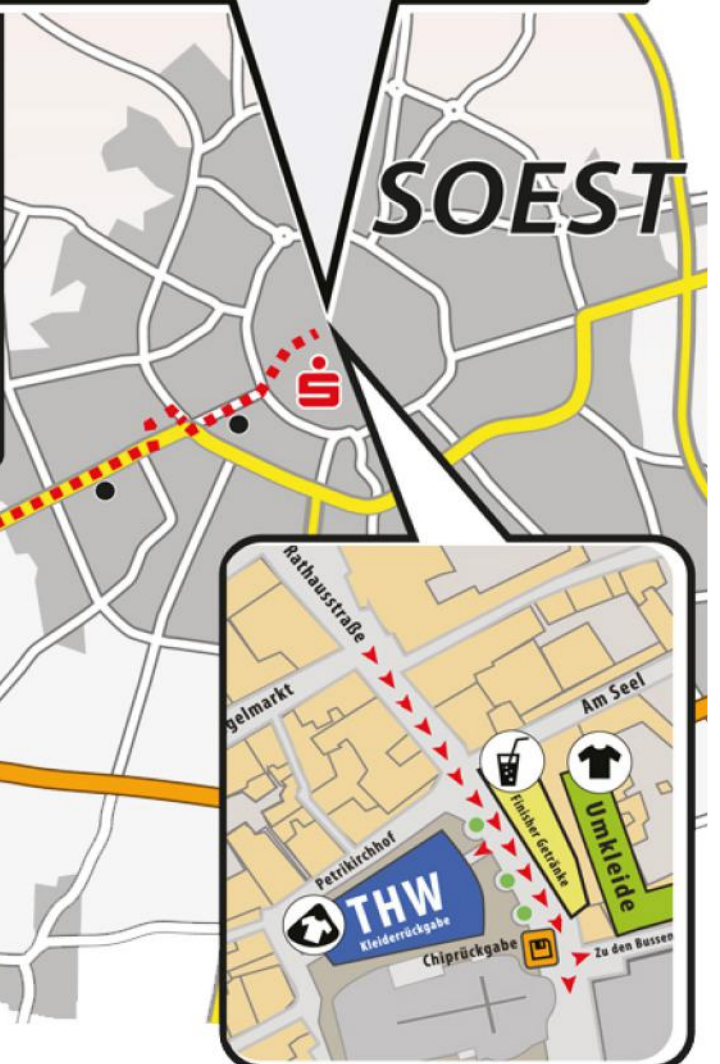 SOEST
S
Rathausstraße
gelmarkt
Am Seel
Finisher Getränke
Umkleide
Petrikirchhof
THW
Kleiderrückgabe
Chiprückgabe
Zu den Bussen